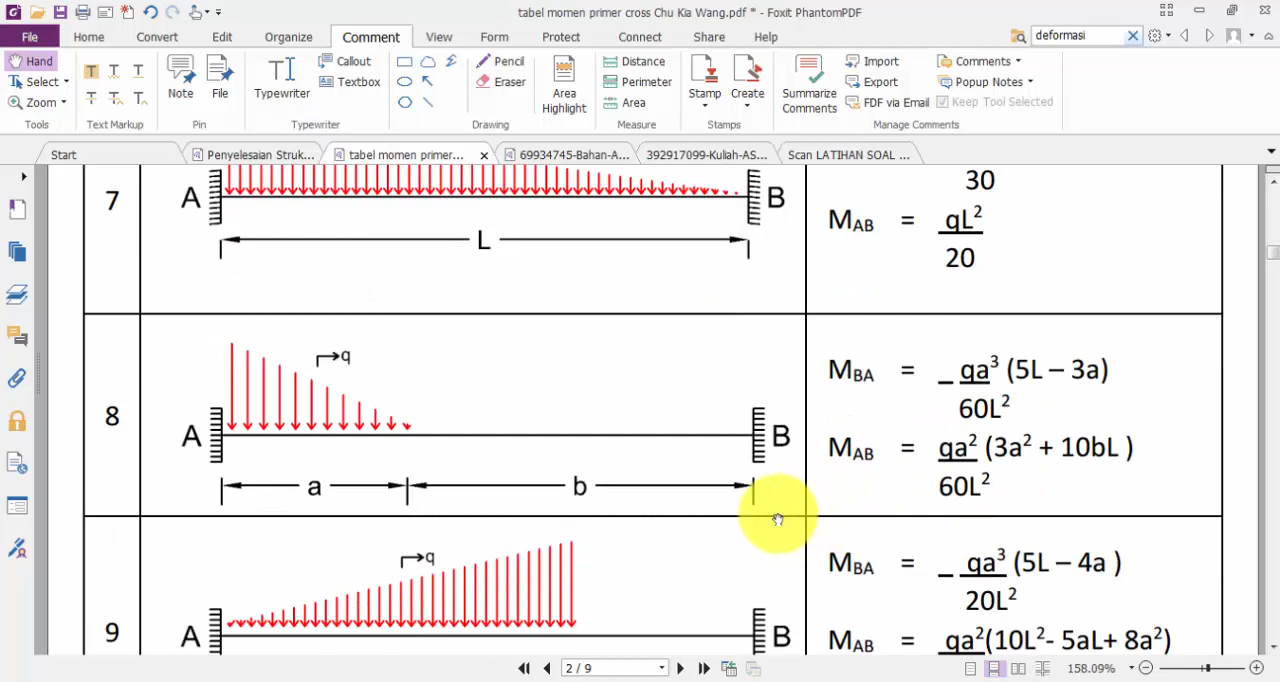 tabel momen primer cross Chu Kia Wang.pdf * - Foxit PhantomPDF
File Home Convert Edit Organize Comment View Form Protect Connect Share Help deformasi
Hand
Select
Zoom
Tools
T T T
T T T
Text Markup
Note File
Pin
Typewriter
Callout
Textbox
Typewriter
Pencil
Eraser
Drawing
Area Highlight
Distance
Perimeter
Area
Measure
Stamp Create
Stamps
Summarize Comments
Import
Export
FDF via Email
Comments
Popup Notes
Keep Tool Selected
Manage Comments
Start Penyelesaian Struk... tabel momen primer... 69934745-Bahan-A... 392917099-Kuliah-AS... Scan LATIHAN SOAL ...
30
7 A B M_AB = qL²
L 20
q
8 A B M_BA = _ qa³ (5L – 3a)
60L²
M_AB = qa² (3a² + 10bL )
a b 60L²
q
9 A B M_BA = _ qa³ (5L – 4a )
20L²
M_AB = qa²(10L²- 5aL+ 8a²)
2 / 9 158.09%